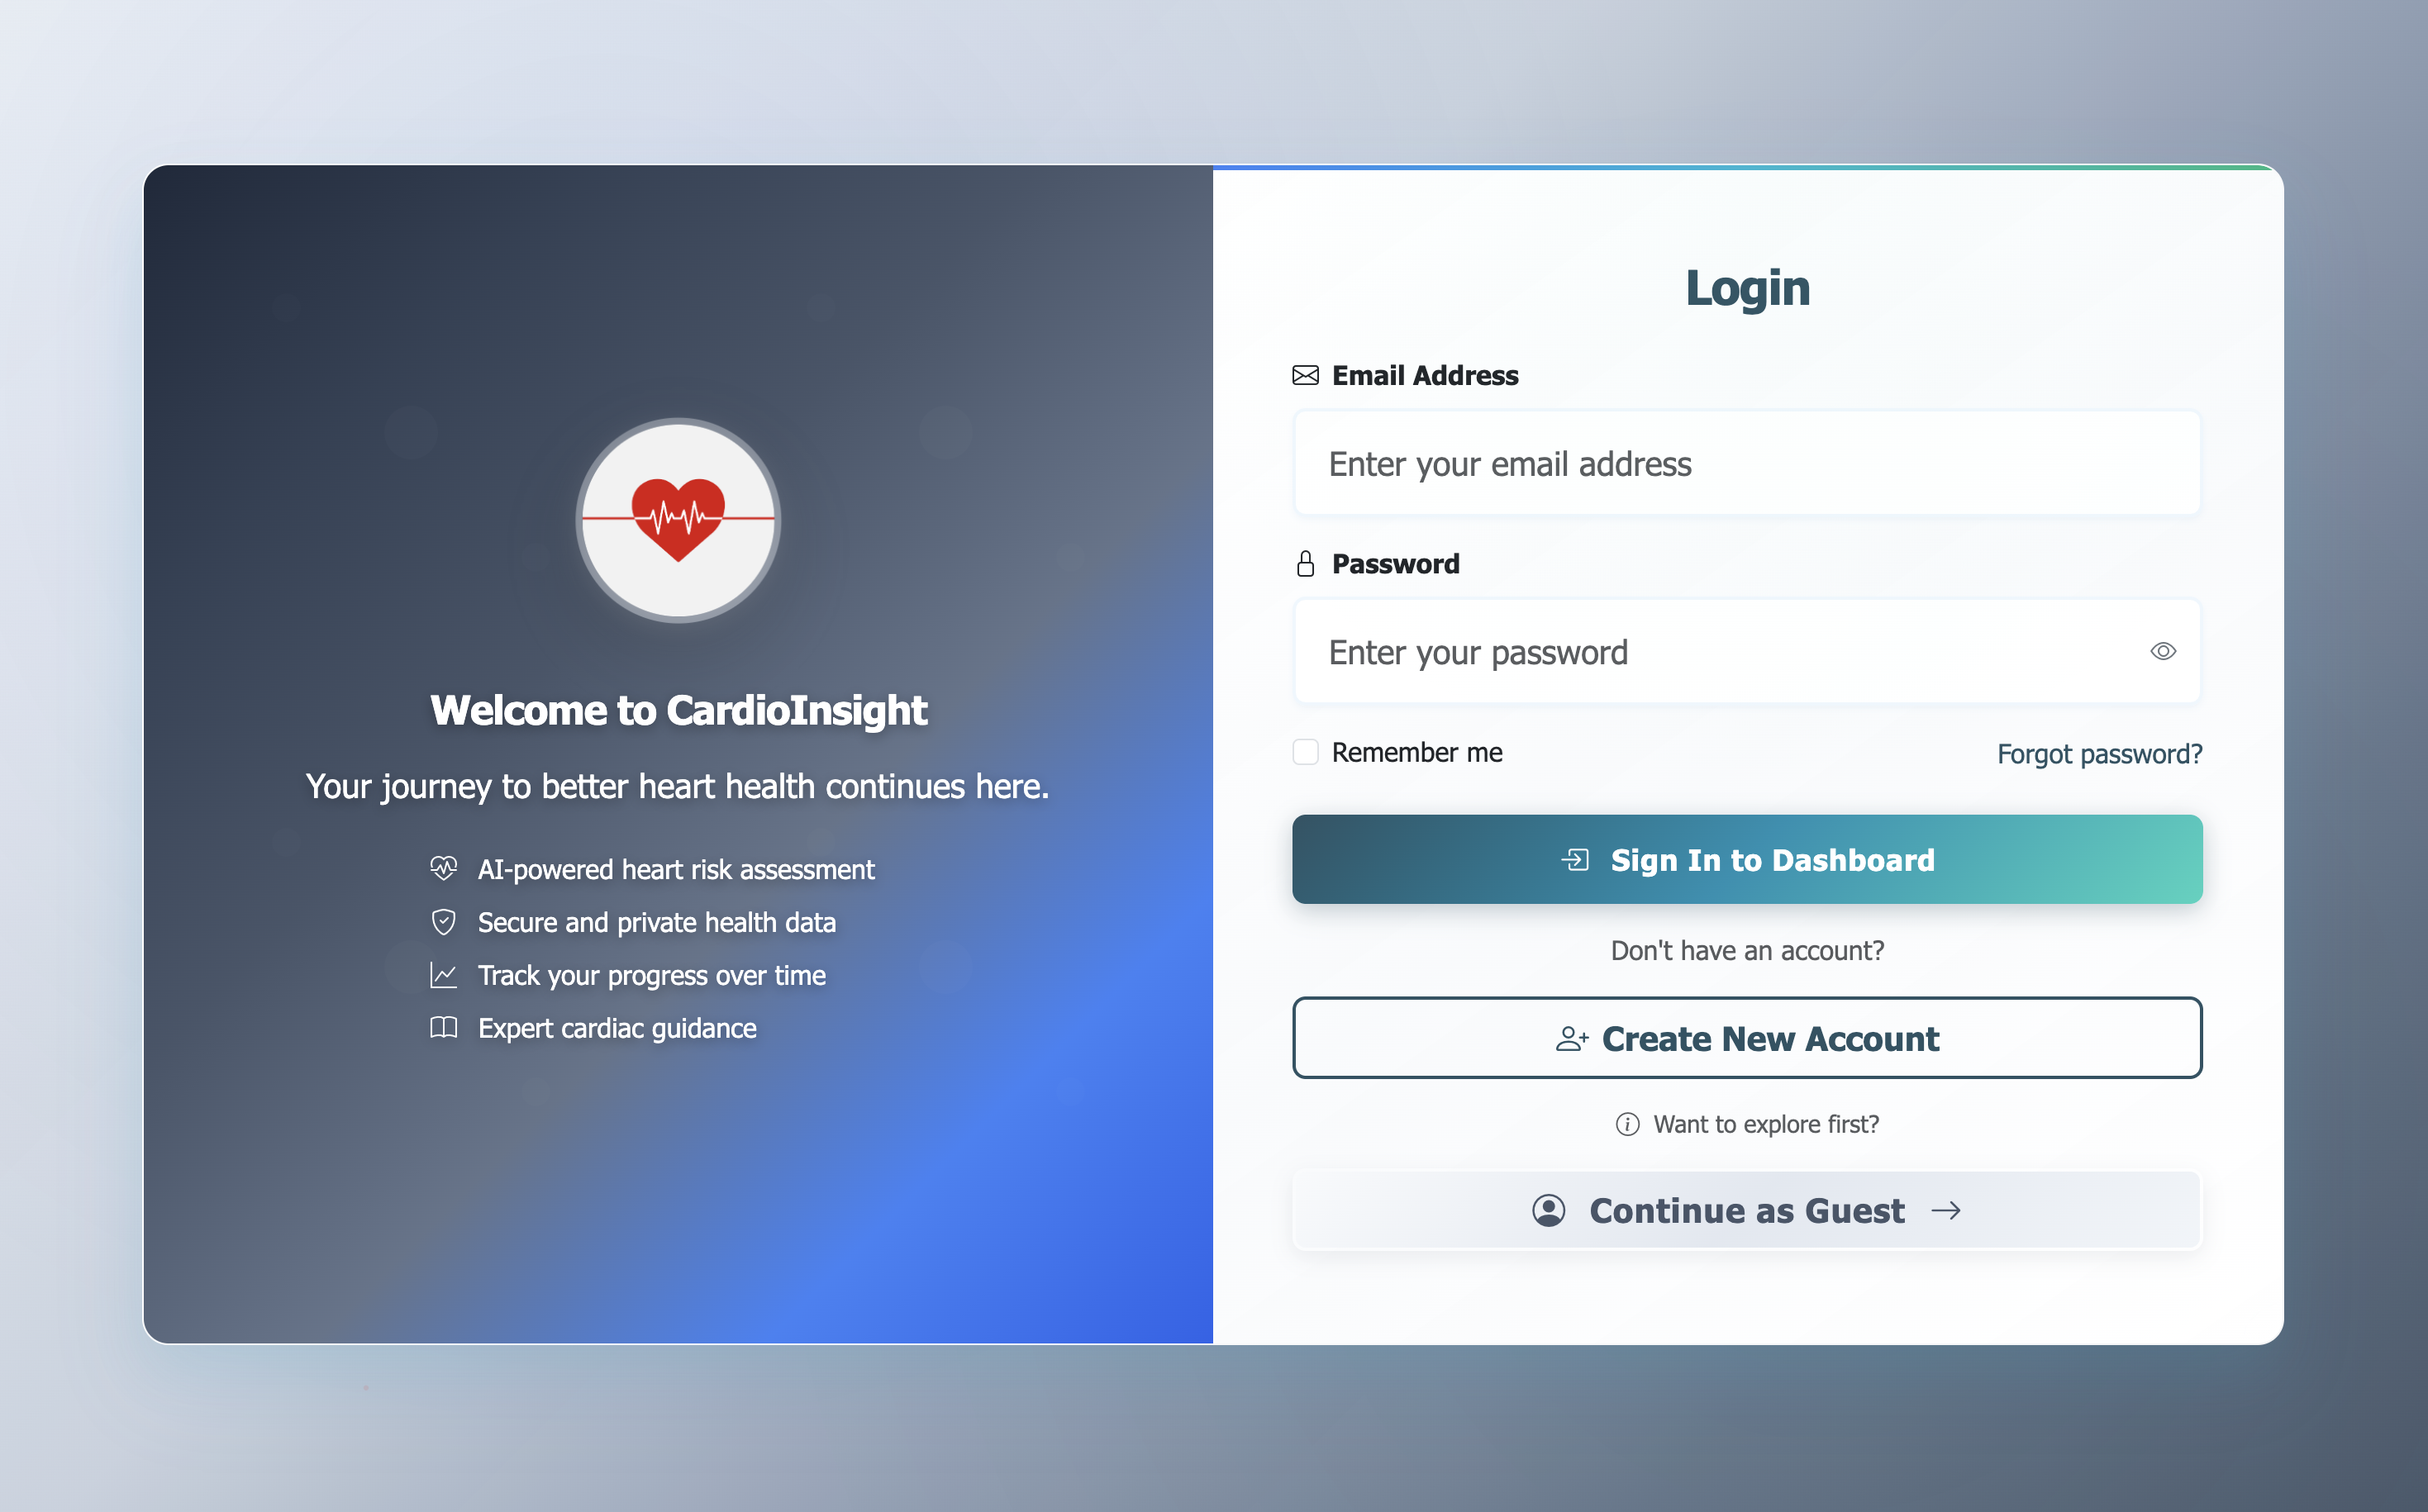 Welcome to CardioInsight
Your journey to better heart health continues here.
AI-powered heart risk assessment
Secure and private health data
Track your progress over time
Expert cardiac guidance
Login
Email Address
Enter your email address
Password
Enter your password
Remember me
Forgot password?
Sign In to Dashboard
Don't have an account?
Create New Account
Want to explore first?
Continue as Guest